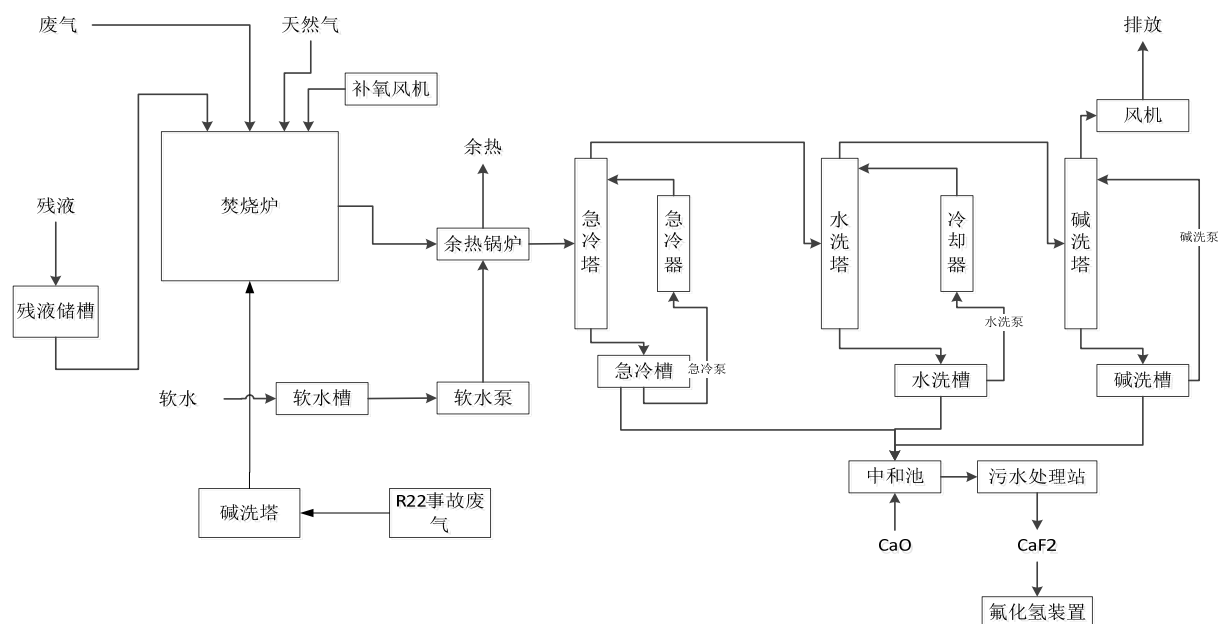 废气
天然气
排放
补氧风机
风机
余热
残液
焚烧炉
急冷塔
急冷器
水洗塔
冷却器
碱洗塔
碱洗泵
余热锅炉
残液储槽
水洗泵
急冷槽
急冷泵
水洗槽
碱洗槽
软水
软水槽
软水泵
中和池
污水处理站
碱洗塔
R22事故废
气
CaO
CaF2
氟化氢装置